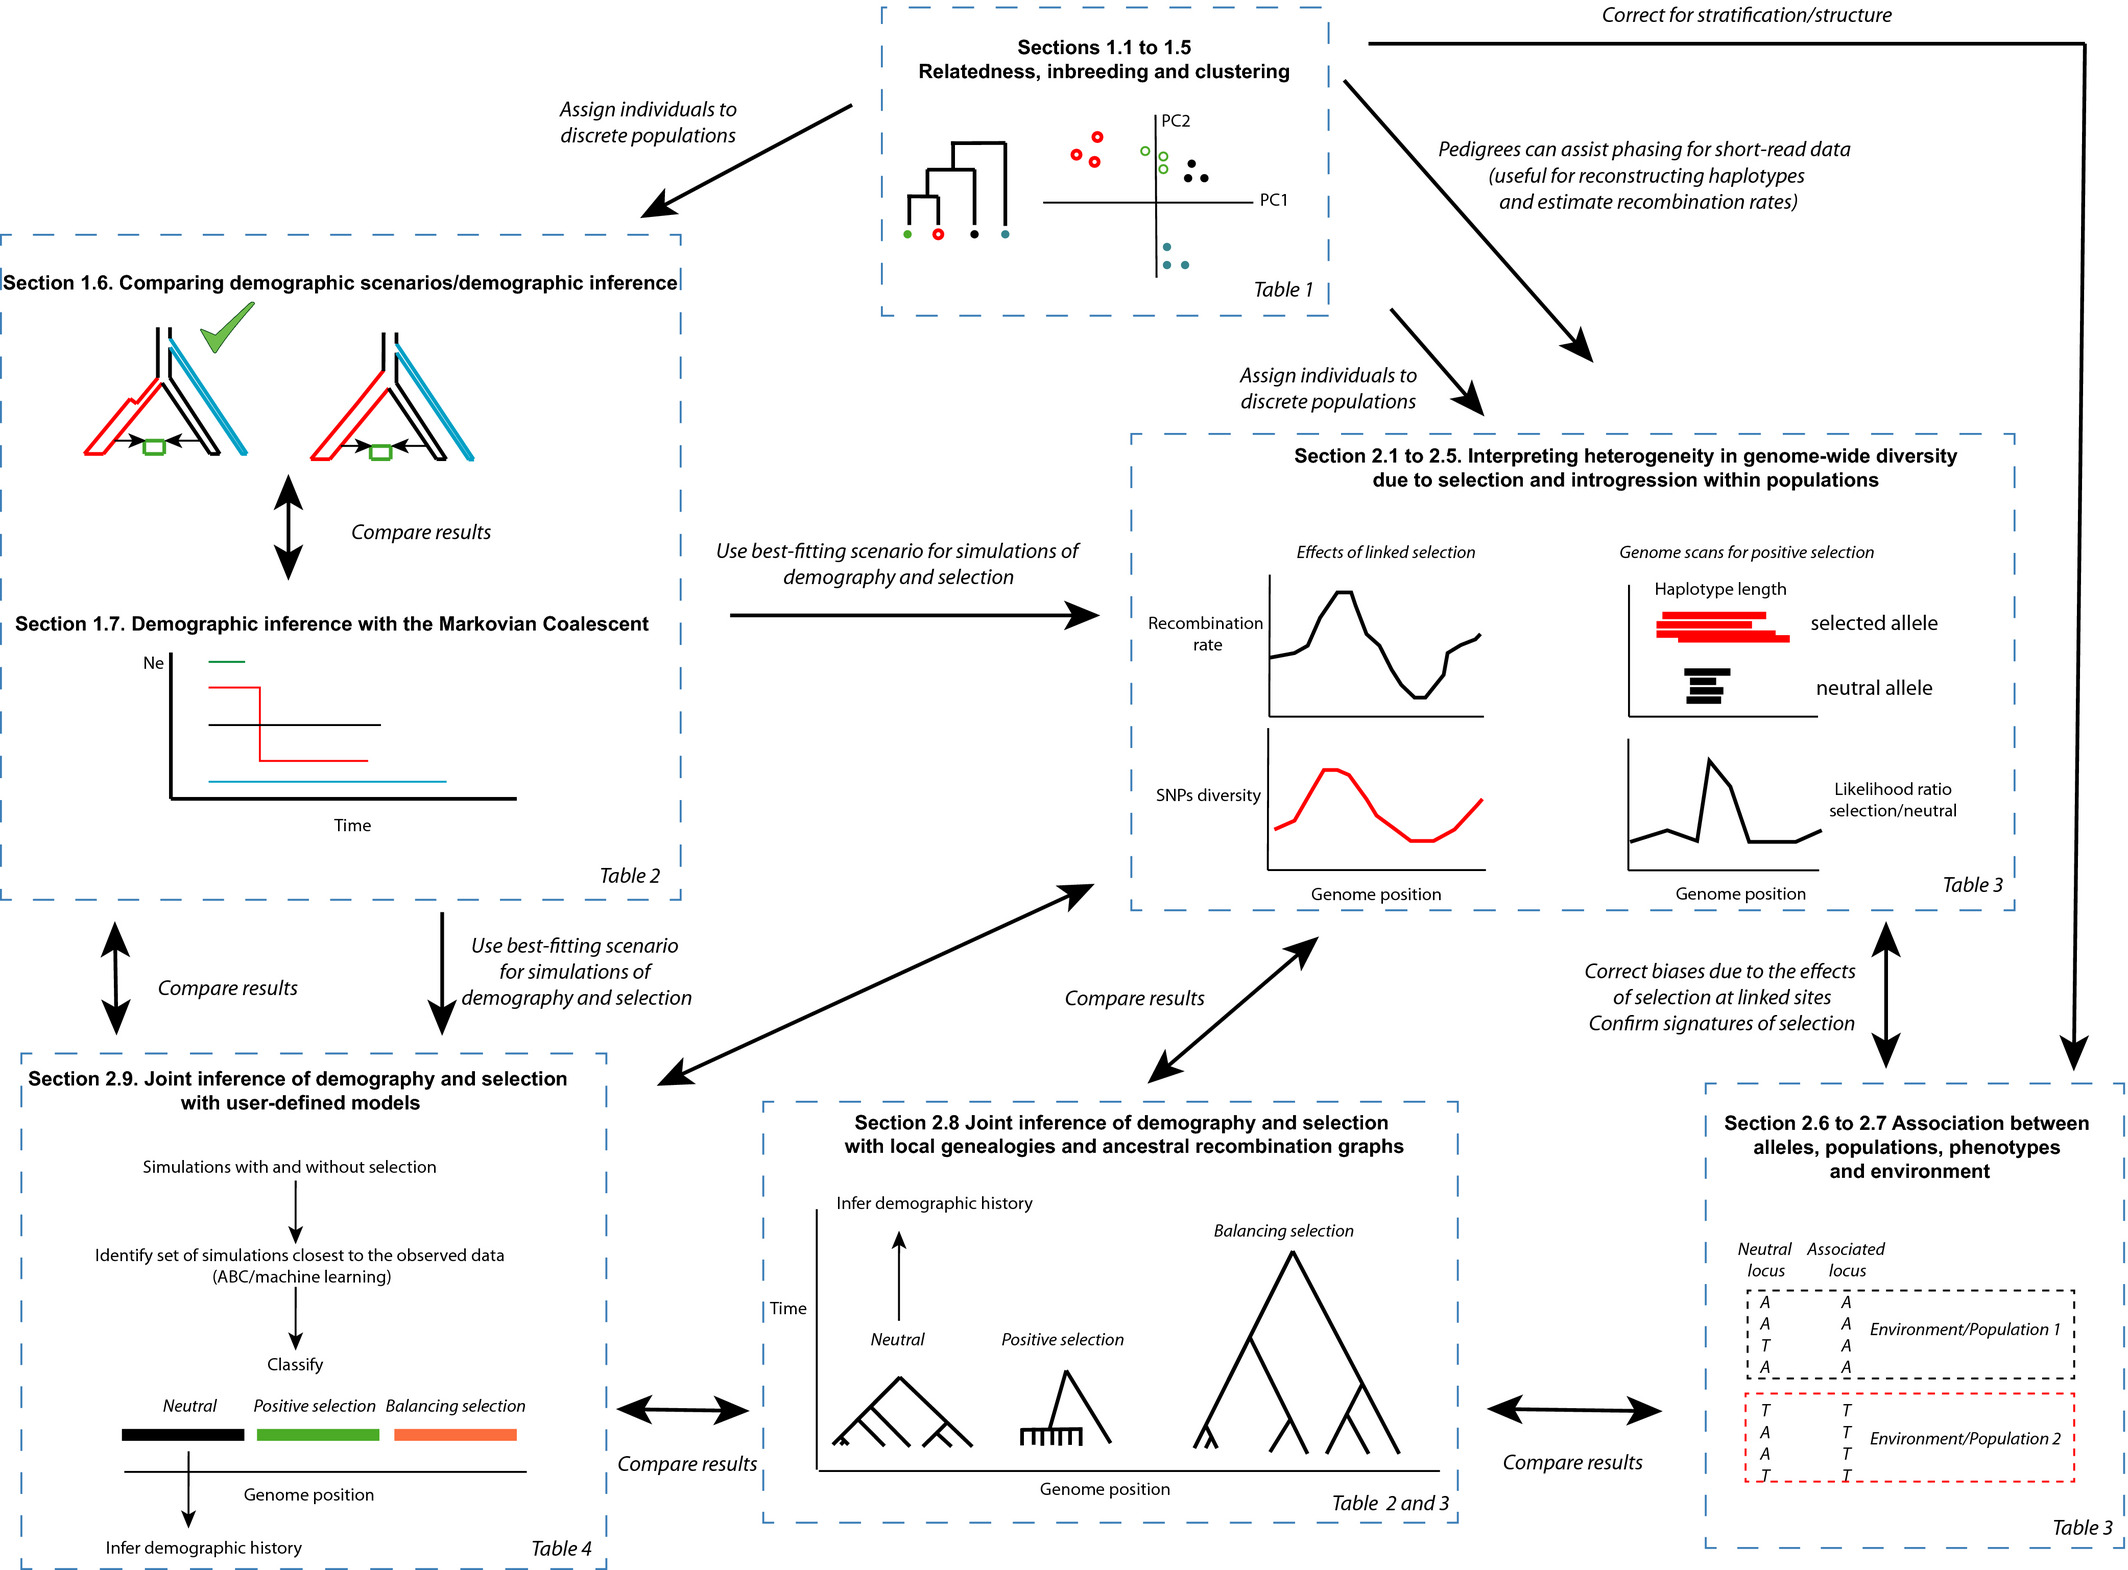 Correct for stratification/structure
Sections 1.1 to 1.5
Relatedness, inbreeding and clustering
PC2
PC1
Table 1
Assign individuals to
discrete populations
Pedigrees can assist phasing for short-read data
(useful for reconstructing haplotypes
and estimate recombination rates)
Assign individuals to
discrete populations
Section 1.6. Comparing demographic scenarios/demographic inference
Compare results
Section 1.7. Demographic inference with the Markovian Coalescent
Ne
Time
Table 2
Use best-fitting scenario for simulations of
demography and selection
Section 2.1 to 2.5. Interpreting heterogeneity in genome-wide diversity
due to selection and introgression within populations
Effects of linked selection
Recombination
rate
SNPs diversity
Genome position
Genome scans for positive selection
Haplotype length
selected allele
neutral allele
Likelihood ratio
selection/neutral
Genome position
Table 3
Compare results
Use best-fitting scenario
for simulations of
demography and selection
Compare results
Correct biases due to the effects
of selection at linked sites
Confirm signatures of selection
Section 2.9. Joint inference of demography and selection
with user-defined models
Simulations with and without selection
Identify set of simulations closest to the observed data
(ABC/machine learning)
Classify
Neutral
Positive selection
Balancing selection
Genome position
Infer demographic history
Table 4
Compare results
Section 2.8 Joint inference of demography and selection
with local genealogies and ancestral recombination graphs
Infer demographic history
Time
Neutral
Positive selection
Balancing selection
Genome position
Table 2 and 3
Compare results
Section 2.6 to 2.7 Association between
alleles, populations, phenotypes
and environment
Neutral
locus
Associated
locus
A A
A A Environment/Population 1
T A
A A
T T
A T Environment/Population 2
A T
T T
Table 3